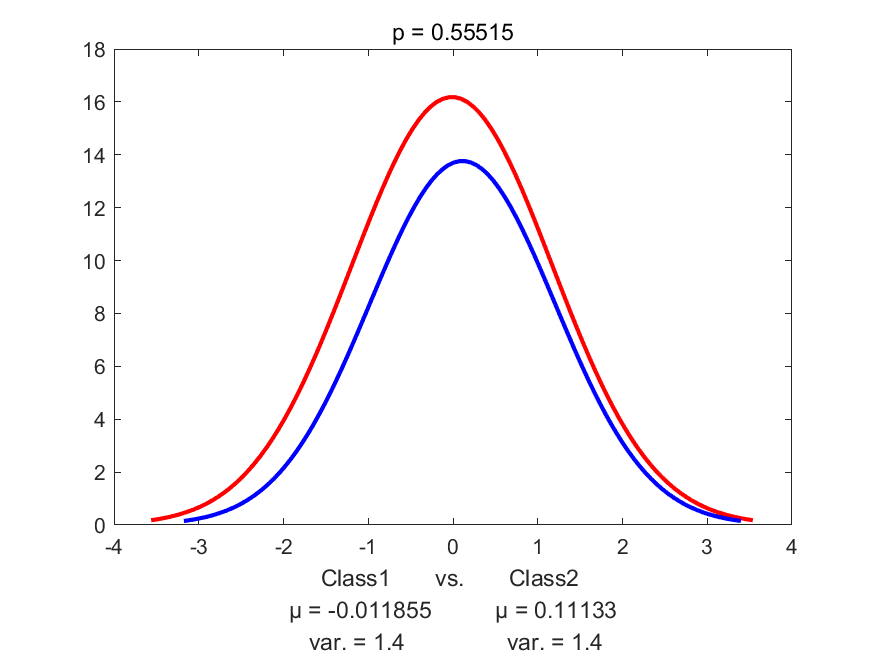 p = 0.55515
18
16
14
12
10
8
6
4
2
0
-4 -3 -2 -1 0 1 2 3 4
Class1 vs. Class2
μ = -0.011855 μ = 0.11133
var. = 1.4 var. = 1.4